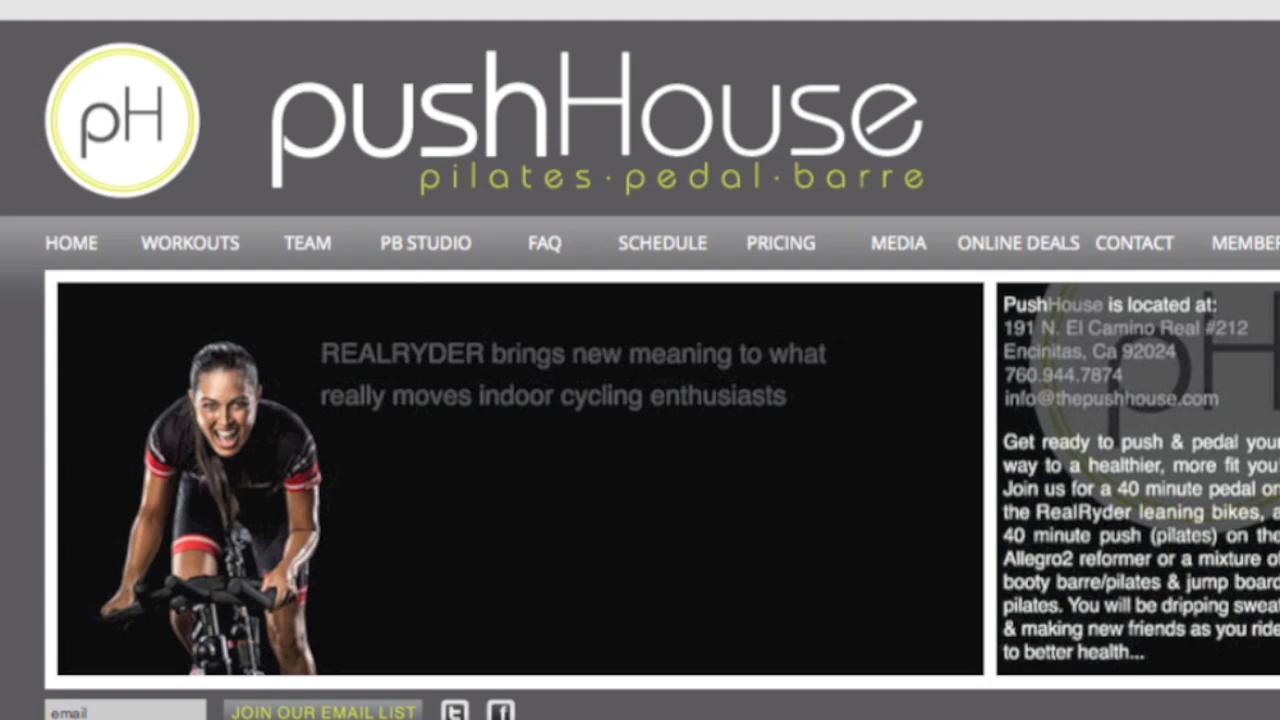 pH
pushHouse
pilates·pedal·barre
HOME WORKOUTS TEAM PB STUDIO FAQ SCHEDULE PRICING MEDIA ONLINE DEALS CONTACT
REALRYDER brings new meaning to what
really moves indoor cycling enthusiasts
PushHouse is located at:
191 N. El Camino Real #212
Encinitas, Ca 92024
760.944.7874
info@thepushhouse.com
Get ready to push & pedal your
way to a healthier, more fit you
Join us for a 40 minute pedal on
the RealRyder leaning bikes, a
40 minute push (pilates) on the
Allegro2 reformer or a mixture of
booty barre/pilates & jump board
pilates. You will be dripping sweat
& making new friends as you ride
to better health...
pH
email JOIN OUR EMAIL LIST t f